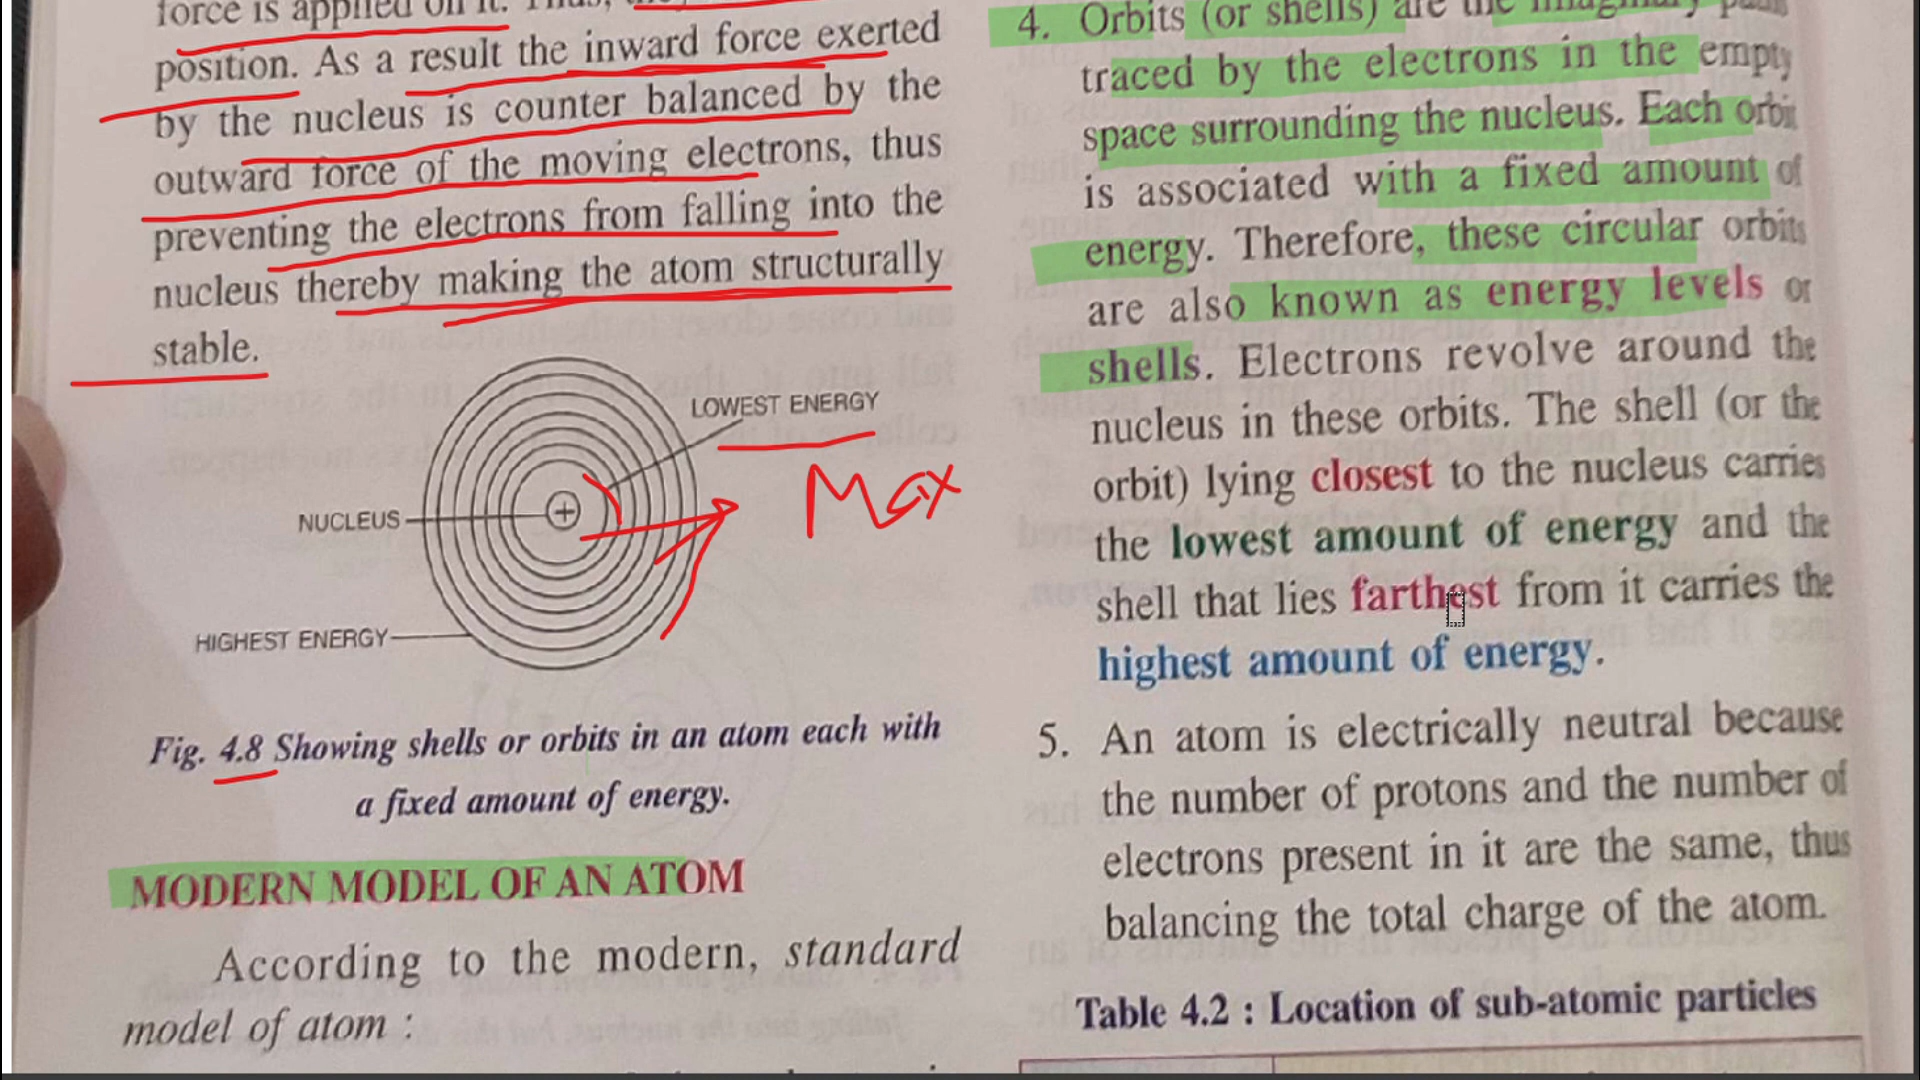 force is applied on it. Thus,
position. As a result the inward force exerted
by the nucleus is counter balanced by the
outward force of the moving electrons, thus
preventing the electrons from falling into the
nucleus thereby making the atom structurally
stable.
LOWEST ENERGY
Max
NUCLEUS
HIGHEST ENERGY
Fig. 4.8 Showing shells or orbits in an atom each with
a fixed amount of energy.
MODERN MODEL OF AN ATOM
According to the modern, standard
model of atom :
4. Orbits (or shells) are the imaginary paths
traced by the electrons in the empty
space surrounding the nucleus. Each orbit
is associated with a fixed amount of
energy. Therefore, these circular orbits
are also known as energy levels or
shells. Electrons revolve around the
nucleus in these orbits. The shell (or the
orbit) lying closest to the nucleus carries
the lowest amount of energy and the
shell that lies farthest from it carries the
highest amount of energy.
5. An atom is electrically neutral because
the number of protons and the number of
electrons present in it are the same, thus
balancing the total charge of the atom.
Table 4.2 : Location of sub-atomic particles